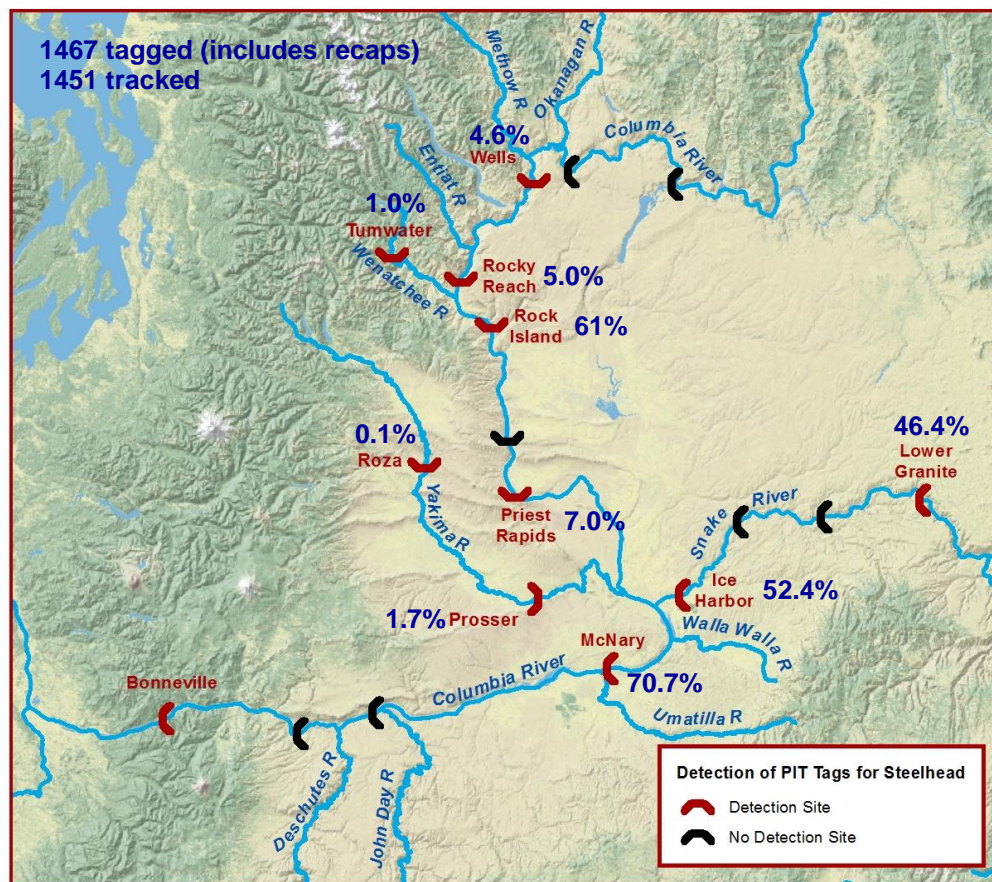 1467 tagged (includes recaps)
1451 tracked
Methow R
Okanagan R
Columbia River
4.6%
Wells
Entiat R
1.0%
Tumwater
Wenatchee R
Rocky
Reach
5.0%
Rock
Island
61%
0.1%
Roza
Yakima R
Priest
Rapids
7.0%
46.4%
Lower
Granite
Snake River
Ice
Harbor
52.4%
1.7%
Prosser
Walla Walla R
McNary
70.7%
Columbia River
Umatilla R
Bonneville
Deschutes R
John Day R
Detection of PIT Tags for Steelhead
Detection Site
No Detection Site